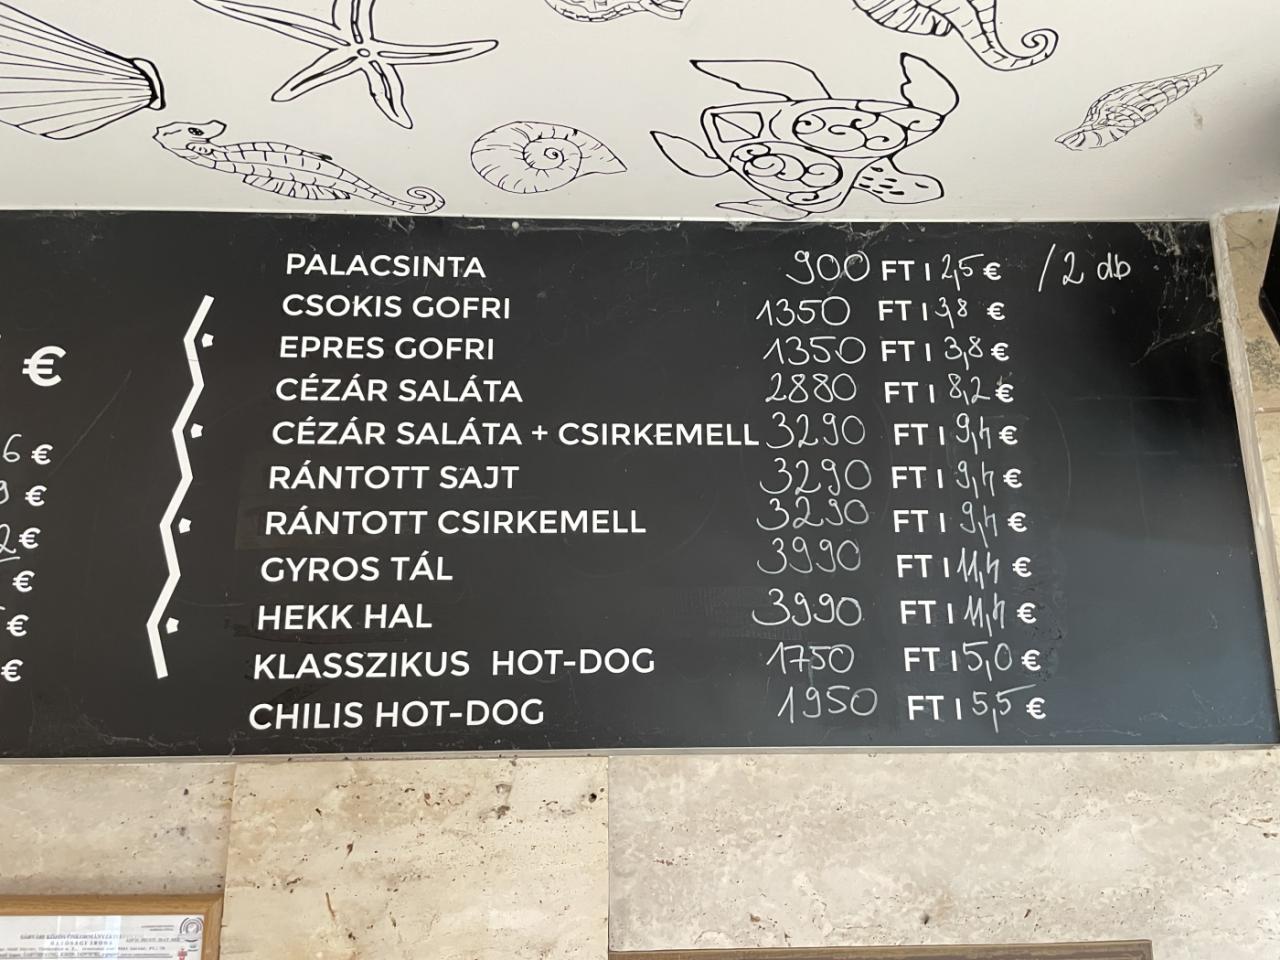 €
6 €
9 €
2 €
€
€
€
PALACSINTA 900 FT | 2,5 € / 2 db
CSOKIS GOFRI 1350 FT | 3,8 €
EPRES GOFRI 1350 FT | 3,8 €
CÉZÁR SALÁTA 2880 FT | 8,2 €
CÉZÁR SALÁTA + CSIRKEMELL 3290 FT | 9,4 €
RÁNTOTT SAJT 3290 FT | 9,4 €
RÁNTOTT CSIRKEMELL 3290 FT | 9,4 €
GYROS TÁL 3990 FT | 11,4 €
HEKK HAL 3990 FT | 11,4 €
KLASSZIKUS HOT-DOG 1750 FT | 5,0 €
CHILIS HOT-DOG 1950 FT | 5,5 €